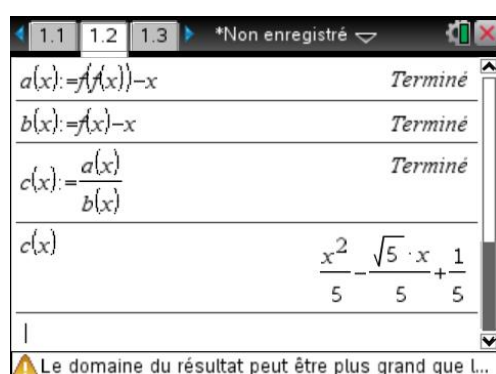 1.1 1.2 1.3 *Non enregistré
a(x):=f(f(x))−x Terminé
b(x):=f(x)−x Terminé
c(x):=a(x)/b(x) Terminé
c(x) x²/5−√5·x/5+1/5
Le domaine du résultat peut être plus grand que l...